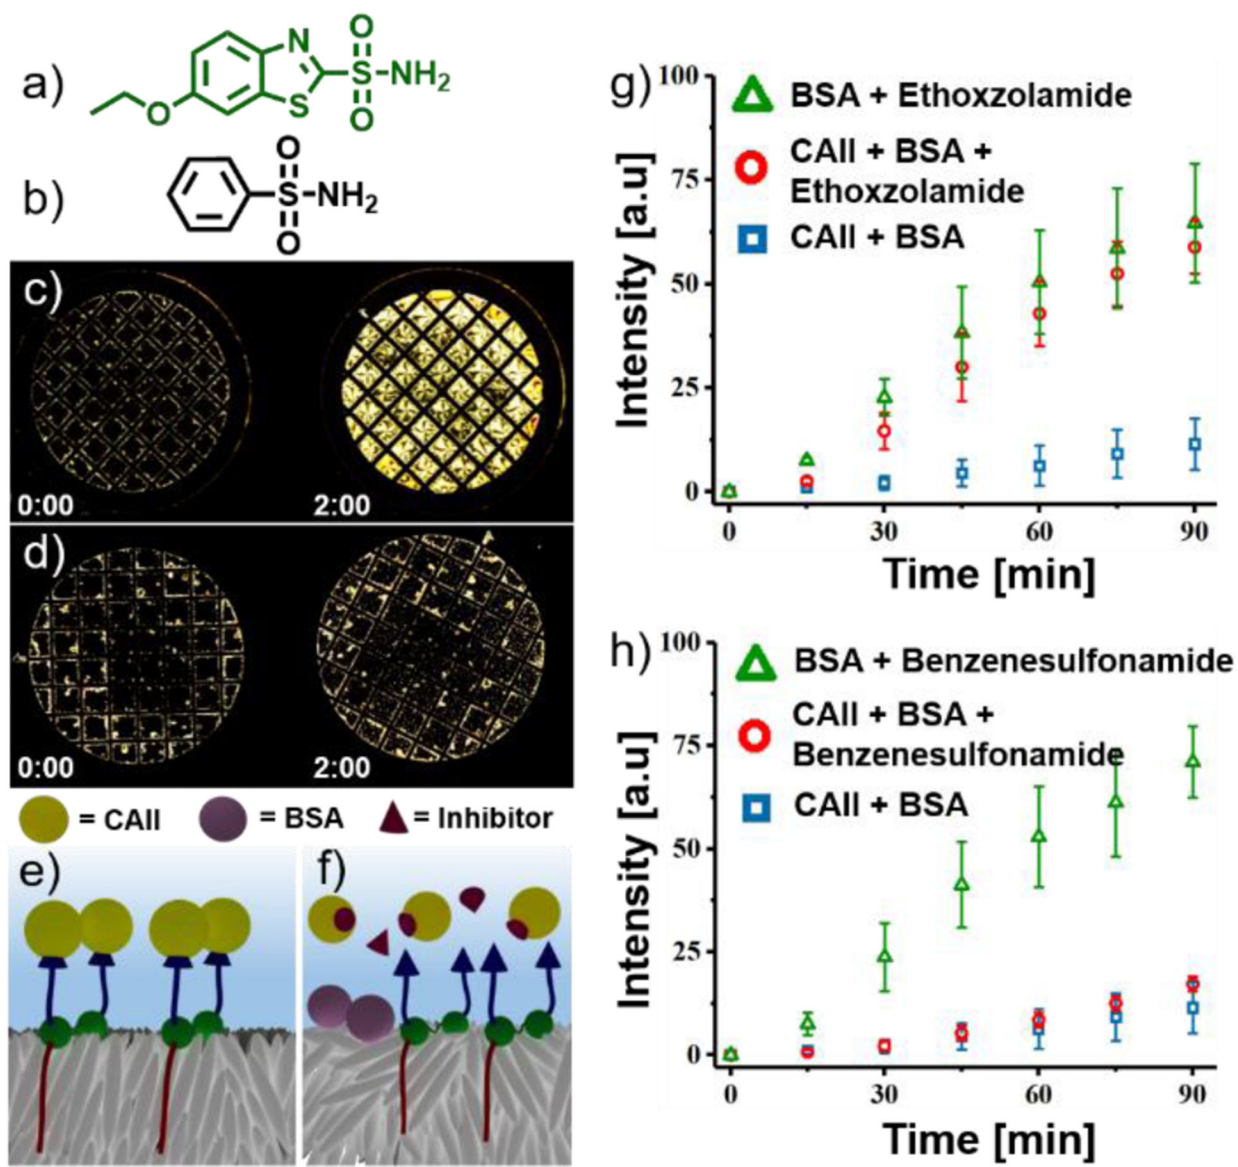 a)
N
O
S-NH2
O
S
O
b)
O
S-NH2
O
c)
0:00
2:00
d)
0:00
2:00
= CAII
= BSA
= Inhibitor
e)
f)
g)
100
75
50
25
0
Intensity [a.u]
BSA + Ethoxzolamide
CAII + BSA +
Ethoxzolamide
CAII + BSA
0
30
60
90
Time [min]
h)
100
75
50
25
0
Intensity [a.u]
BSA + Benzenesulfonamide
CAII + BSA +
Benzenesulfonamide
CAII + BSA
0
30
60
90
Time [min]